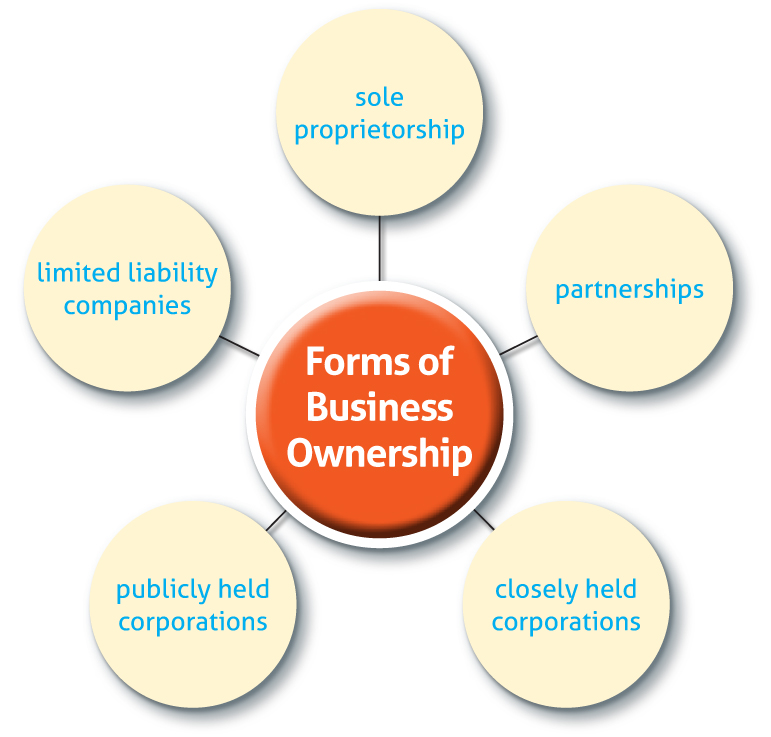 sole
proprietorship
limited liability
companies
partnerships
Forms of
Business
Ownership
publicly held
corporations
closely held
corporations